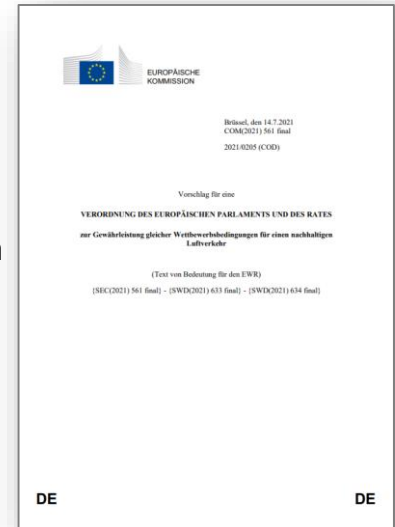 EUROPÄISCHE
KOMMISSION
Brüssel, den 14.7.2021
COM(2021) 561 final
2021/0205 (COD)
Vorschlag für eine
VERORDNUNG DES EUROPÄISCHEN PARLAMENTS UND DES RATES
zur Gewährleistung gleicher Wettbewerbsbedingungen für einen nachhaltigen
Luftverkehr
(Text von Bedeutung für den EWR)
{SEC(2021) 561 final} - {SWD(2021) 633 final} - {SWD(2021) 634 final}
DE DE